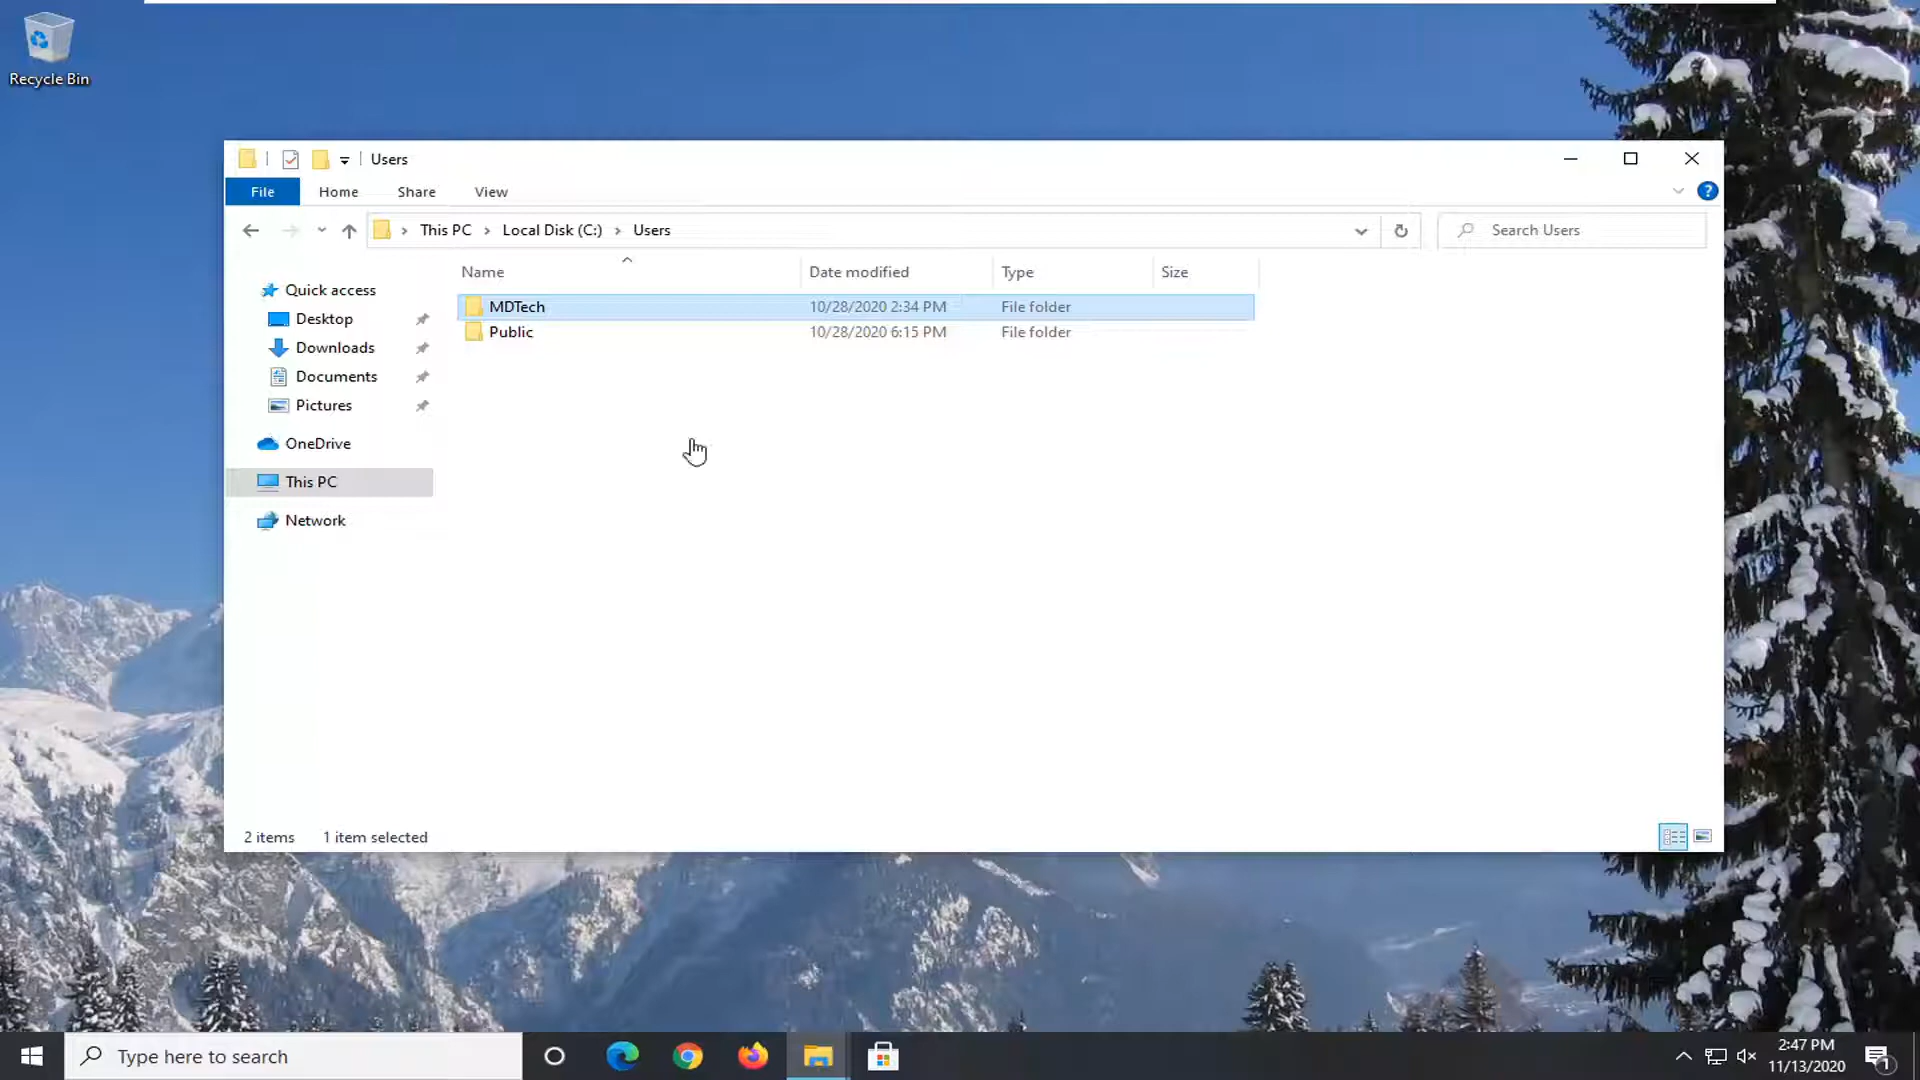 Recycle Bin
Users
File Home Share View
This PC Local Disk (C:) Users
Search Users
Name Date modified Type Size
Quick access
Desktop
Downloads
Documents
Pictures
OneDrive
This PC
Network
MDTech 10/28/2020 2:34 PM File folder
Public 10/28/2020 6:15 PM File folder
2 items 1 item selected
Type here to search
2:47 PM
11/13/2020
1